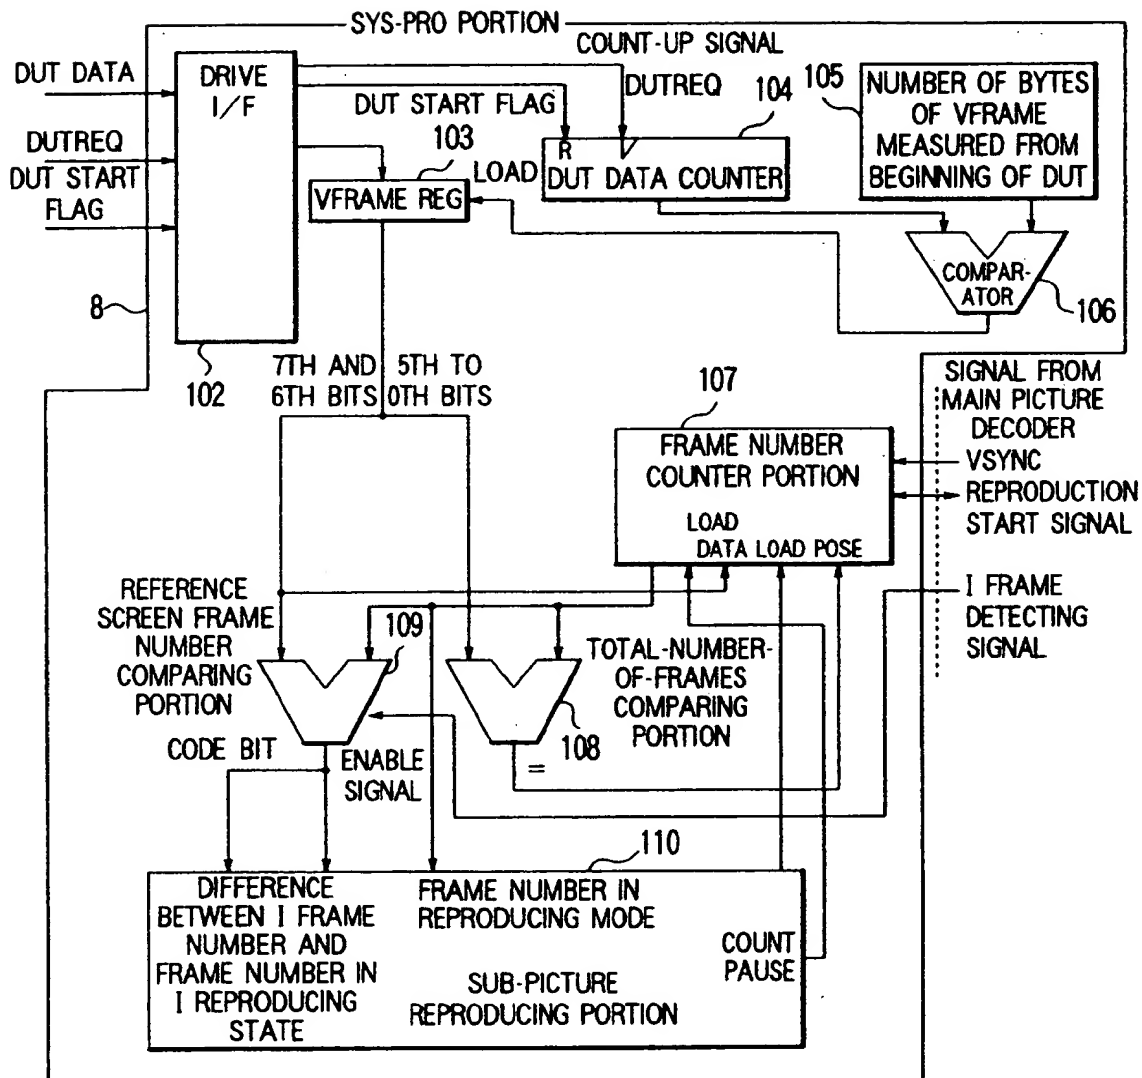 SYS-PRO PORTION
COUNT-UP SIGNAL
DUT DATA
DRIVE
I/F
DUTREQ
DUT START FLAG
104
105
NUMBER OF BYTES
OF VFRAME
MEASURED FROM
BEGINNING OF DUT
DUTREQ
DUT START
FLAG
103
LOAD
R
DUT DATA COUNTER
VFRAME REG
COMPAR-
ATOR
106
8
102
7TH AND 5TH TO
6TH BITS 0TH BITS
107
SIGNAL FROM
MAIN PICTURE
DECODER
FRAME NUMBER
COUNTER PORTION
VSYNC
REPRODUCTION
START SIGNAL
LOAD
DATA LOAD POSE
REFERENCE
SCREEN FRAME
NUMBER
COMPARING
PORTION
109
I FRAME
DETECTING
SIGNAL
TOTAL-NUMBER-
OF-FRAMES
COMPARING
PORTION
108
CODE BIT
ENABLE
SIGNAL
=
110
DIFFERENCE
BETWEEN I FRAME
NUMBER AND
FRAME NUMBER IN
I REPRODUCING
STATE
FRAME NUMBER IN
REPRODUCING MODE
COUNT
PAUSE
SUB-PICTURE
REPRODUCING PORTION